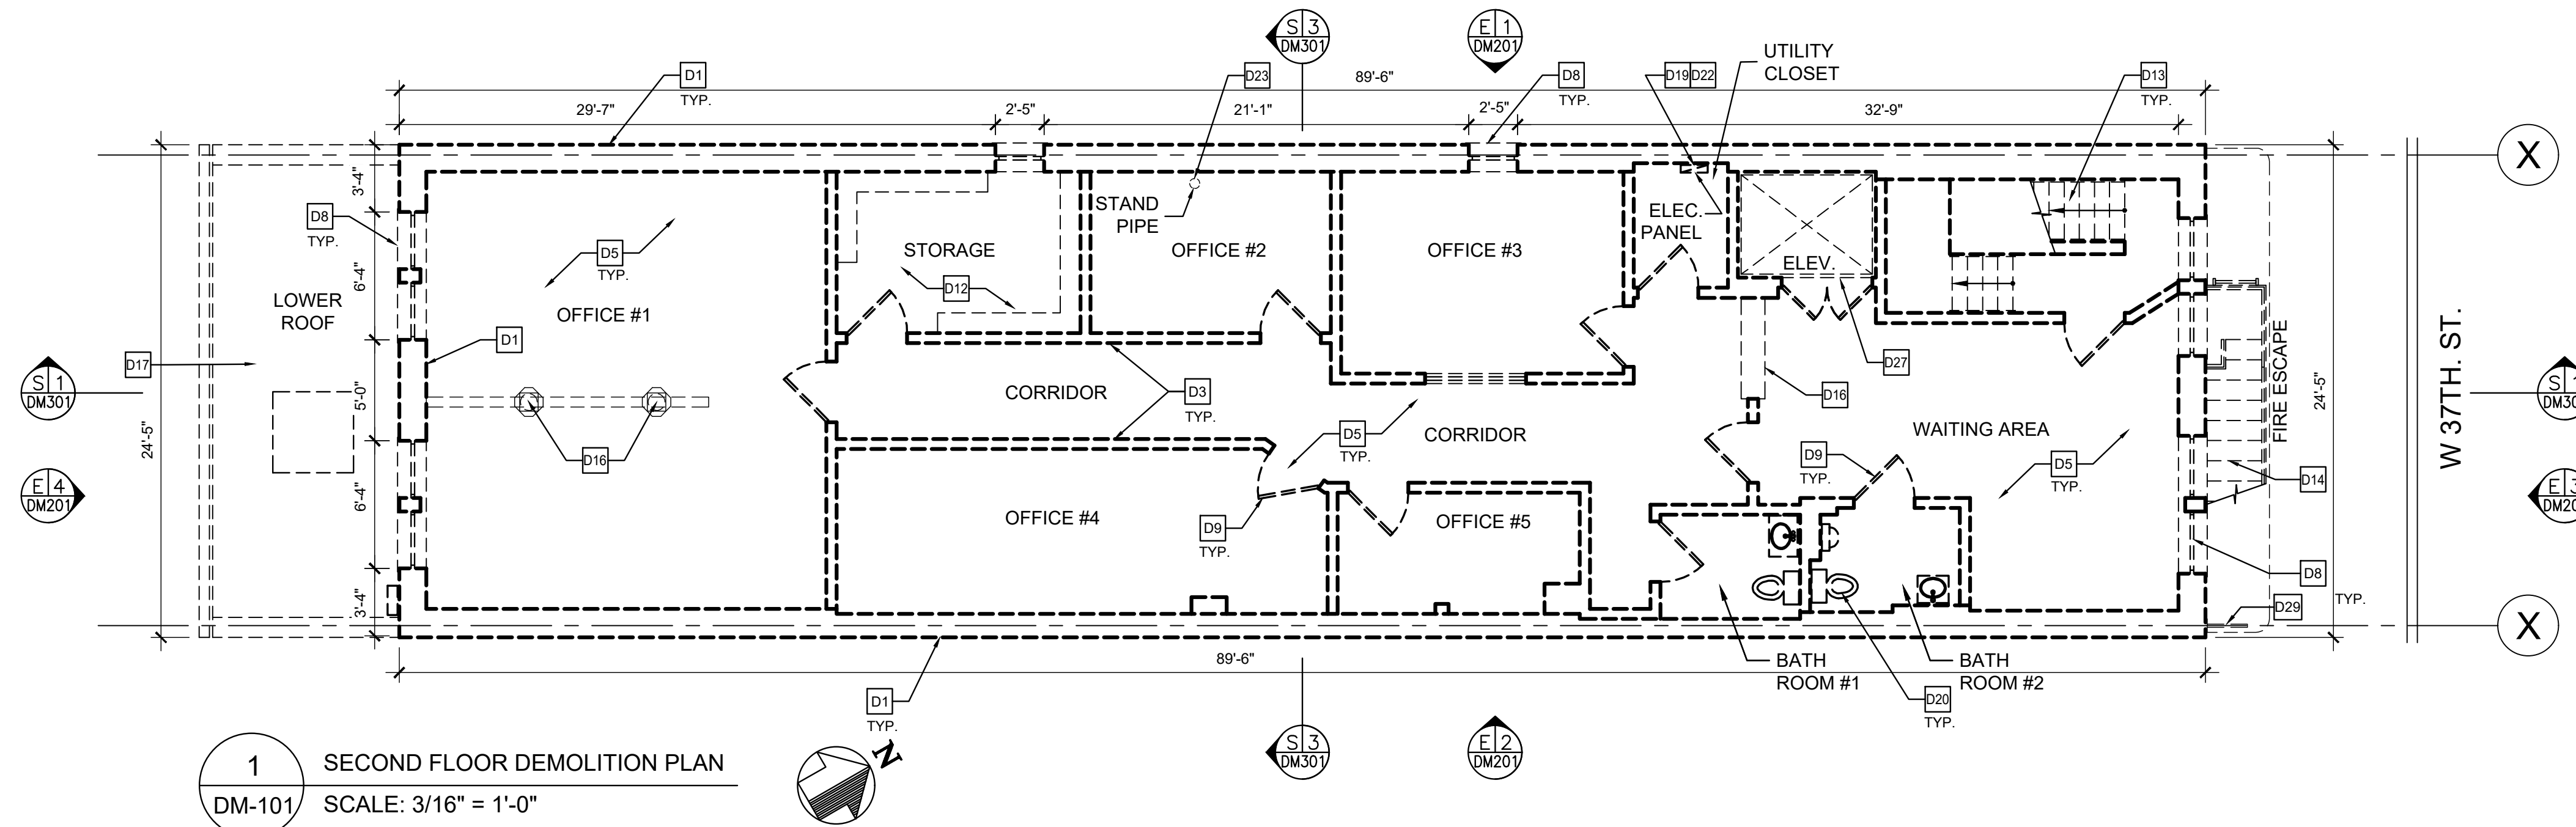 S 3
DM301
E 1
DM201
UTILITY
CLOSET
D1
TYP.
D23
89'-6"
D8
TYP.
D19 D22
D13
TYP.
29'-7"
2'-5"
21'-1"
2'-5"
32'-9"
X
3'-4"
D8
TYP.
D5
TYP.
STORAGE
STAND
PIPE
OFFICE #2
OFFICE #3
ELEC.
PANEL
ELEV.
6'-4"
LOWER
ROOF
OFFICE #1
D12
D1
D17
S 1
DM301
24'-5"
5'-0"
CORRIDOR
D3
TYP.
D27
D16
FIRE ESCAPE
24'-5"
W 37TH. ST.
S 1
D16
D5
TYP.
CORRIDOR
WAITING AREA
D9
TYP.
D5
TYP.
D14
E 4
DM201
6'-4"
OFFICE #4
D9
TYP.
OFFICE #5
E 3
D8
TYP.
3'-4"
D29
X
89'-6"
BATH
ROOM #1
BATH
ROOM #2
D1
TYP.
D20
TYP.
S 3
DM301
E 2
DM201
N
1
DM-101
SECOND FLOOR DEMOLITION PLAN
SCALE: 3/16" = 1'-0"